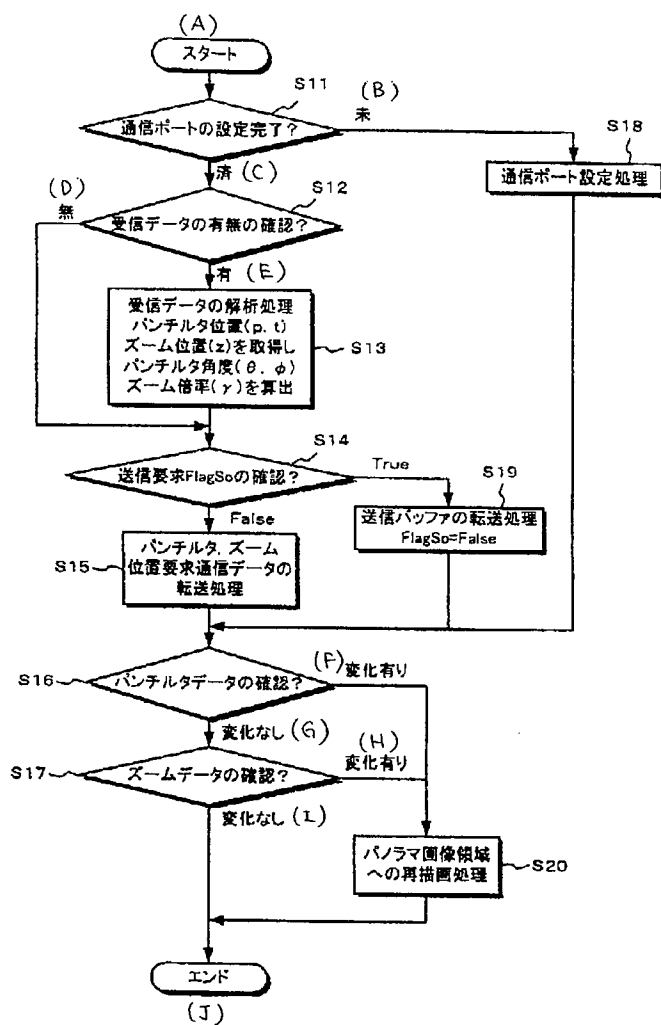 (A)
スタート
S11
(B)
未
通信ポートの設定完了?
S18
通信ポート設定処理
済 (C)
(D)
無
S12
受信データの有無の確認?
有 (E)
受信データの解析処理
パンチルタ位置(p, t)
ズーム位置(z)を取得し
パンチルタ角度(θ, φ)
ズーム倍率(γ)を算出
S13
S14
送信要求FlagSoの確認?
True
S19
送信バッファの転送処理
FlagSo=False
False
S15
パンチルタ, ズーム
位置要求通信データの
転送処理
S16
パンチルタデータの確認?
(F) 変化有り
変化なし (G)
(H)
変化有り
S17
ズームデータの確認?
変化なし (I)
パノラマ画像領域
への再描画処理
S20
エンド
(J)